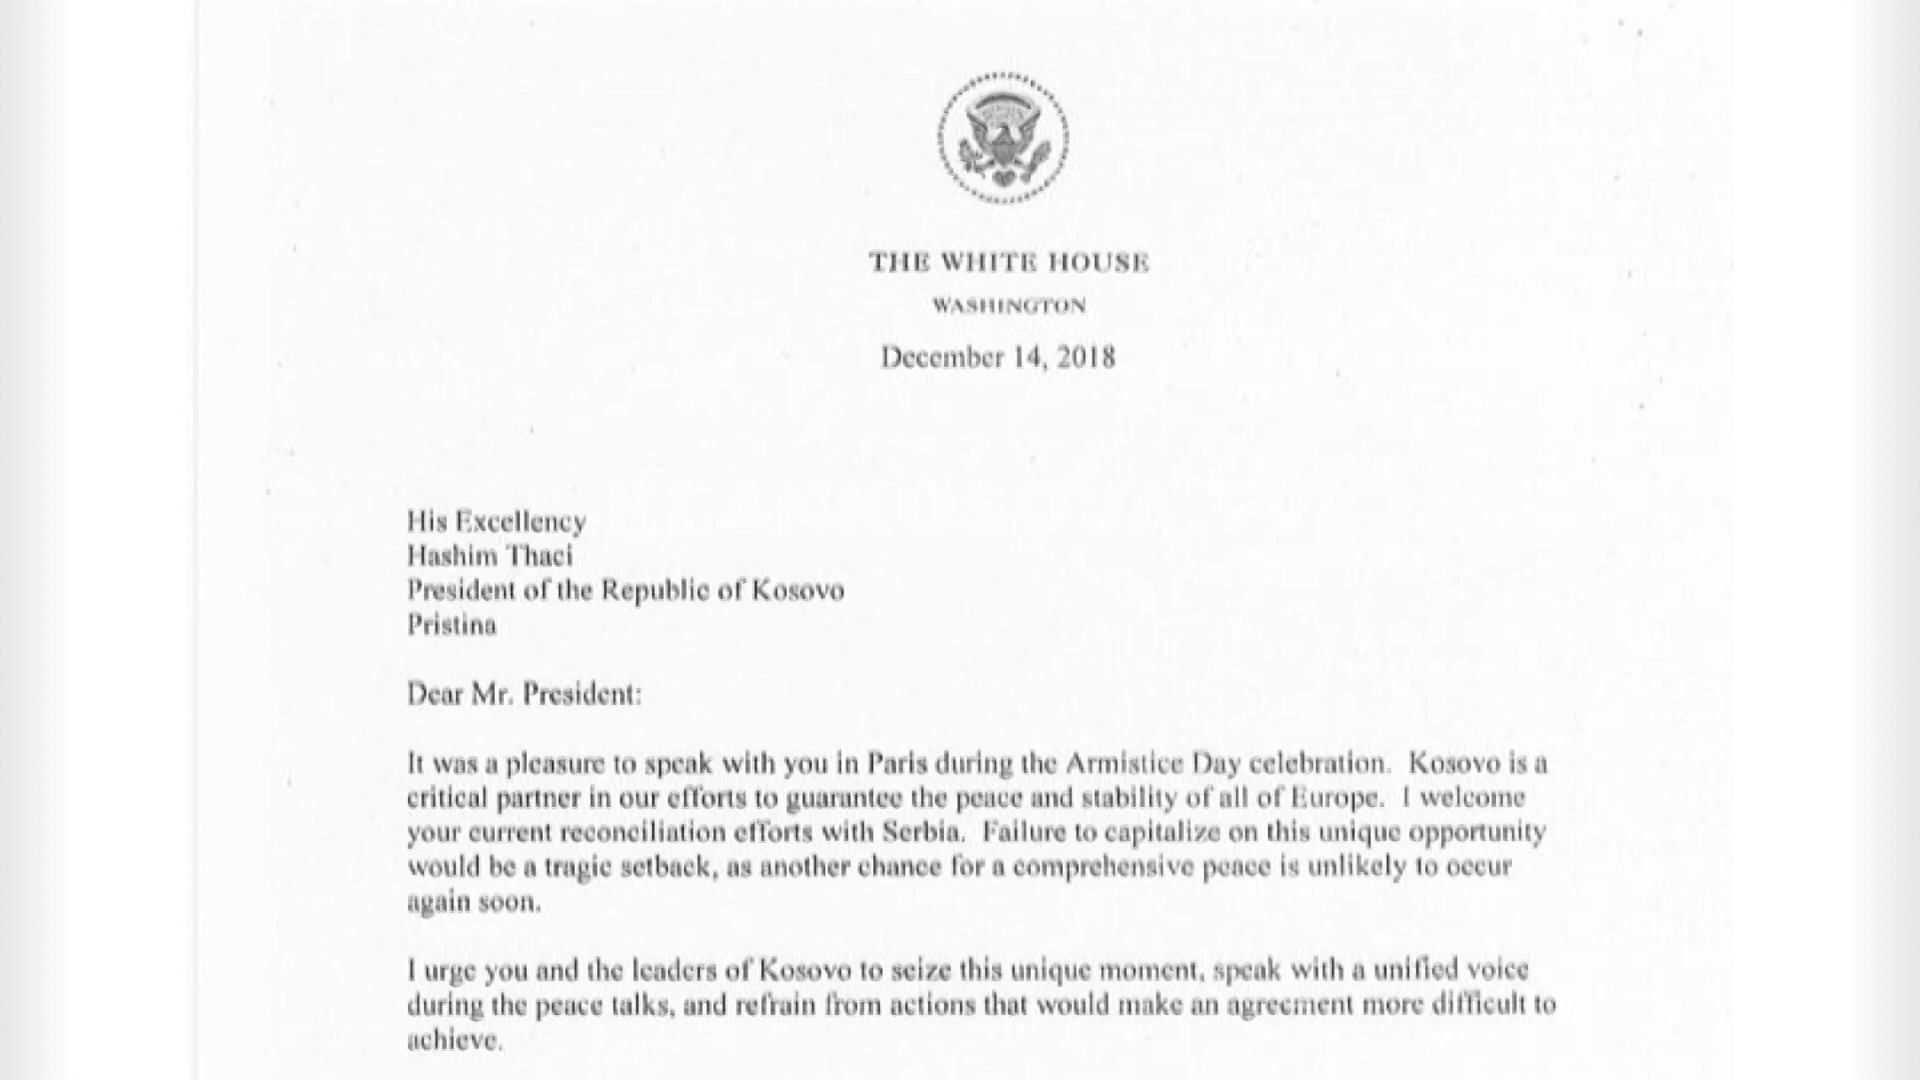 THE WHITE HOUSE
WASHINGTON
December 14, 2018
His Excellency
Hashim Thaci
President of the Republic of Kosovo
Pristina
Dear Mr. President:
It was a pleasure to speak with you in Paris during the Armistice Day celebration. Kosovo is a
critical partner in our efforts to guarantee the peace and stability of all of Europe. I welcome
your current reconciliation efforts with Serbia. Failure to capitalize on this unique opportunity
would be a tragic setback, as another chance for a comprehensive peace is unlikely to occur
again soon.
I urge you and the leaders of Kosovo to seize this unique moment, speak with a unified voice
during the peace talks, and refrain from actions that would make an agreement more difficult to
achieve.